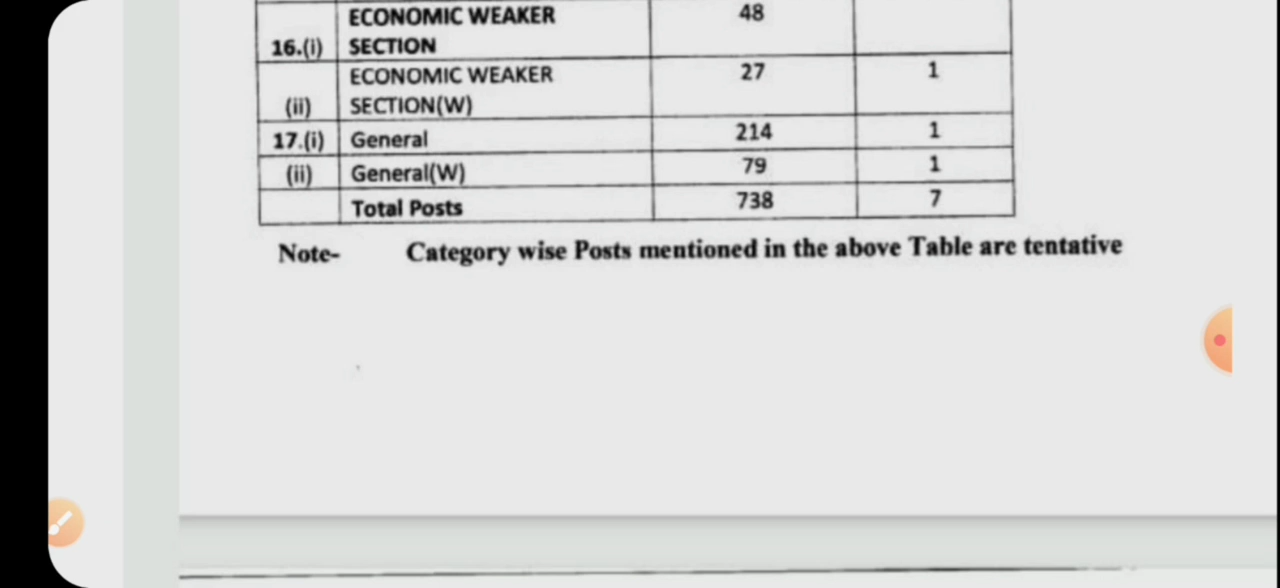 ECONOMIC WEAKER 48
16.(i) SECTION
ECONOMIC WEAKER 27 1
(ii) SECTION(W)
17.(i) General 214 1
(ii) General(W) 79 1
Total Posts 738 7
Note- Category wise Posts mentioned in the above Table are tentative